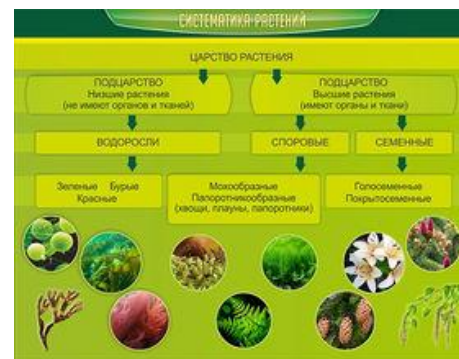 СИСТЕМАТИКА РАСТЕНИЙ
ЦАРСТВО РАСТЕНИЯ
ПОДЦАРСТВО
Низшие растения
(не имеют органов и тканей)
ПОДЦАРСТВО
Высшие растения
(имеют органы и ткани)
ВОДОРОСЛИ
СПОРОВЫЕ
СЕМЕННЫЕ
Зеленые Бурые
Красные
Мохообразные
Папоротникообразные
(хвощи, плауны, папоротники)
Голосеменные
Покрытосеменные